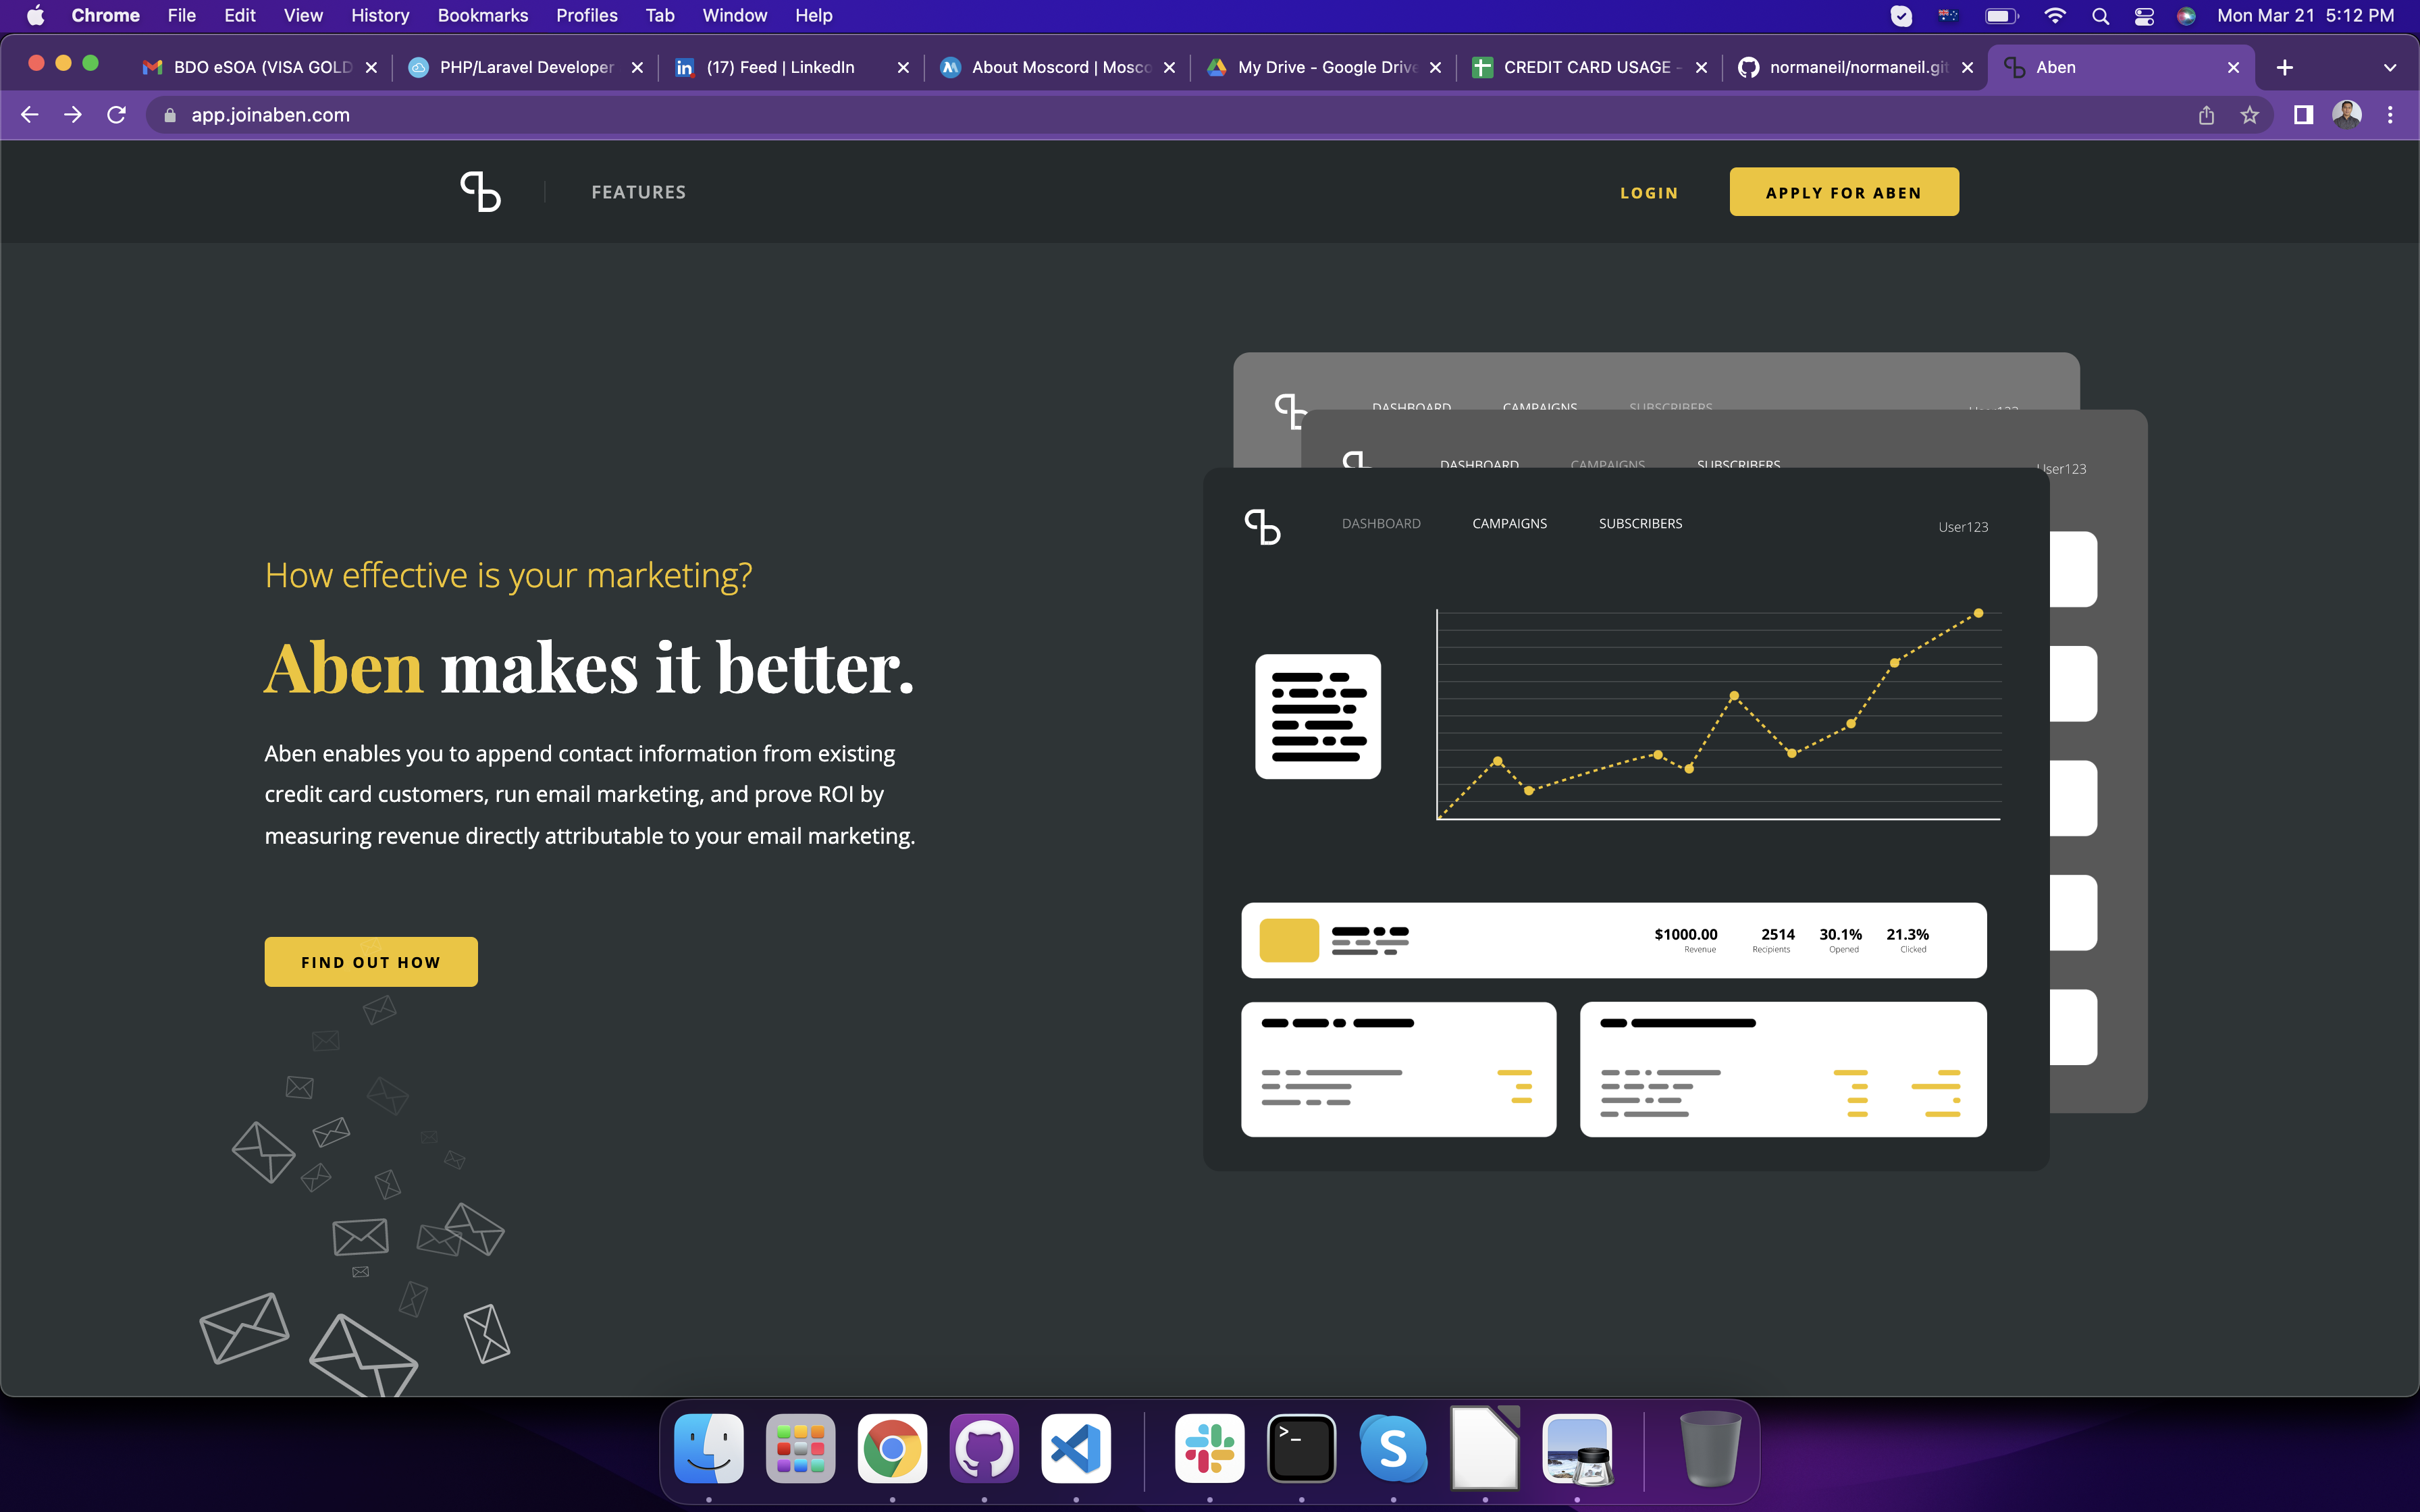 Chrome File Edit View History Bookmarks Profiles Tab Window Help Mon Mar 21 5:12 PM
BDO eSOA (VISA GOLD PHP/Laravel Developer (17) Feed | LinkedIn About Moscord | Mosco My Drive - Google Drive CREDIT CARD USAGE - normaneil/normaneil.git Aben
app.joinaben.com
FEATURES LOGIN APPLY FOR ABEN
DASHBOARD CAMPAIGNS SUBSCRIBERS User123
DASHBOARD CAMPAIGNS SUBSCRIBERS User123
DASHBOARD CAMPAIGNS SUBSCRIBERS User123
How effective is your marketing?
Aben makes it better.
Aben enables you to append contact information from existing
credit card customers, run email marketing, and prove ROI by
measuring revenue directly attributable to your email marketing.
FIND OUT HOW
$1000.00 2514 30.1% 21.3%
Revenue Recipients Opened Clicked